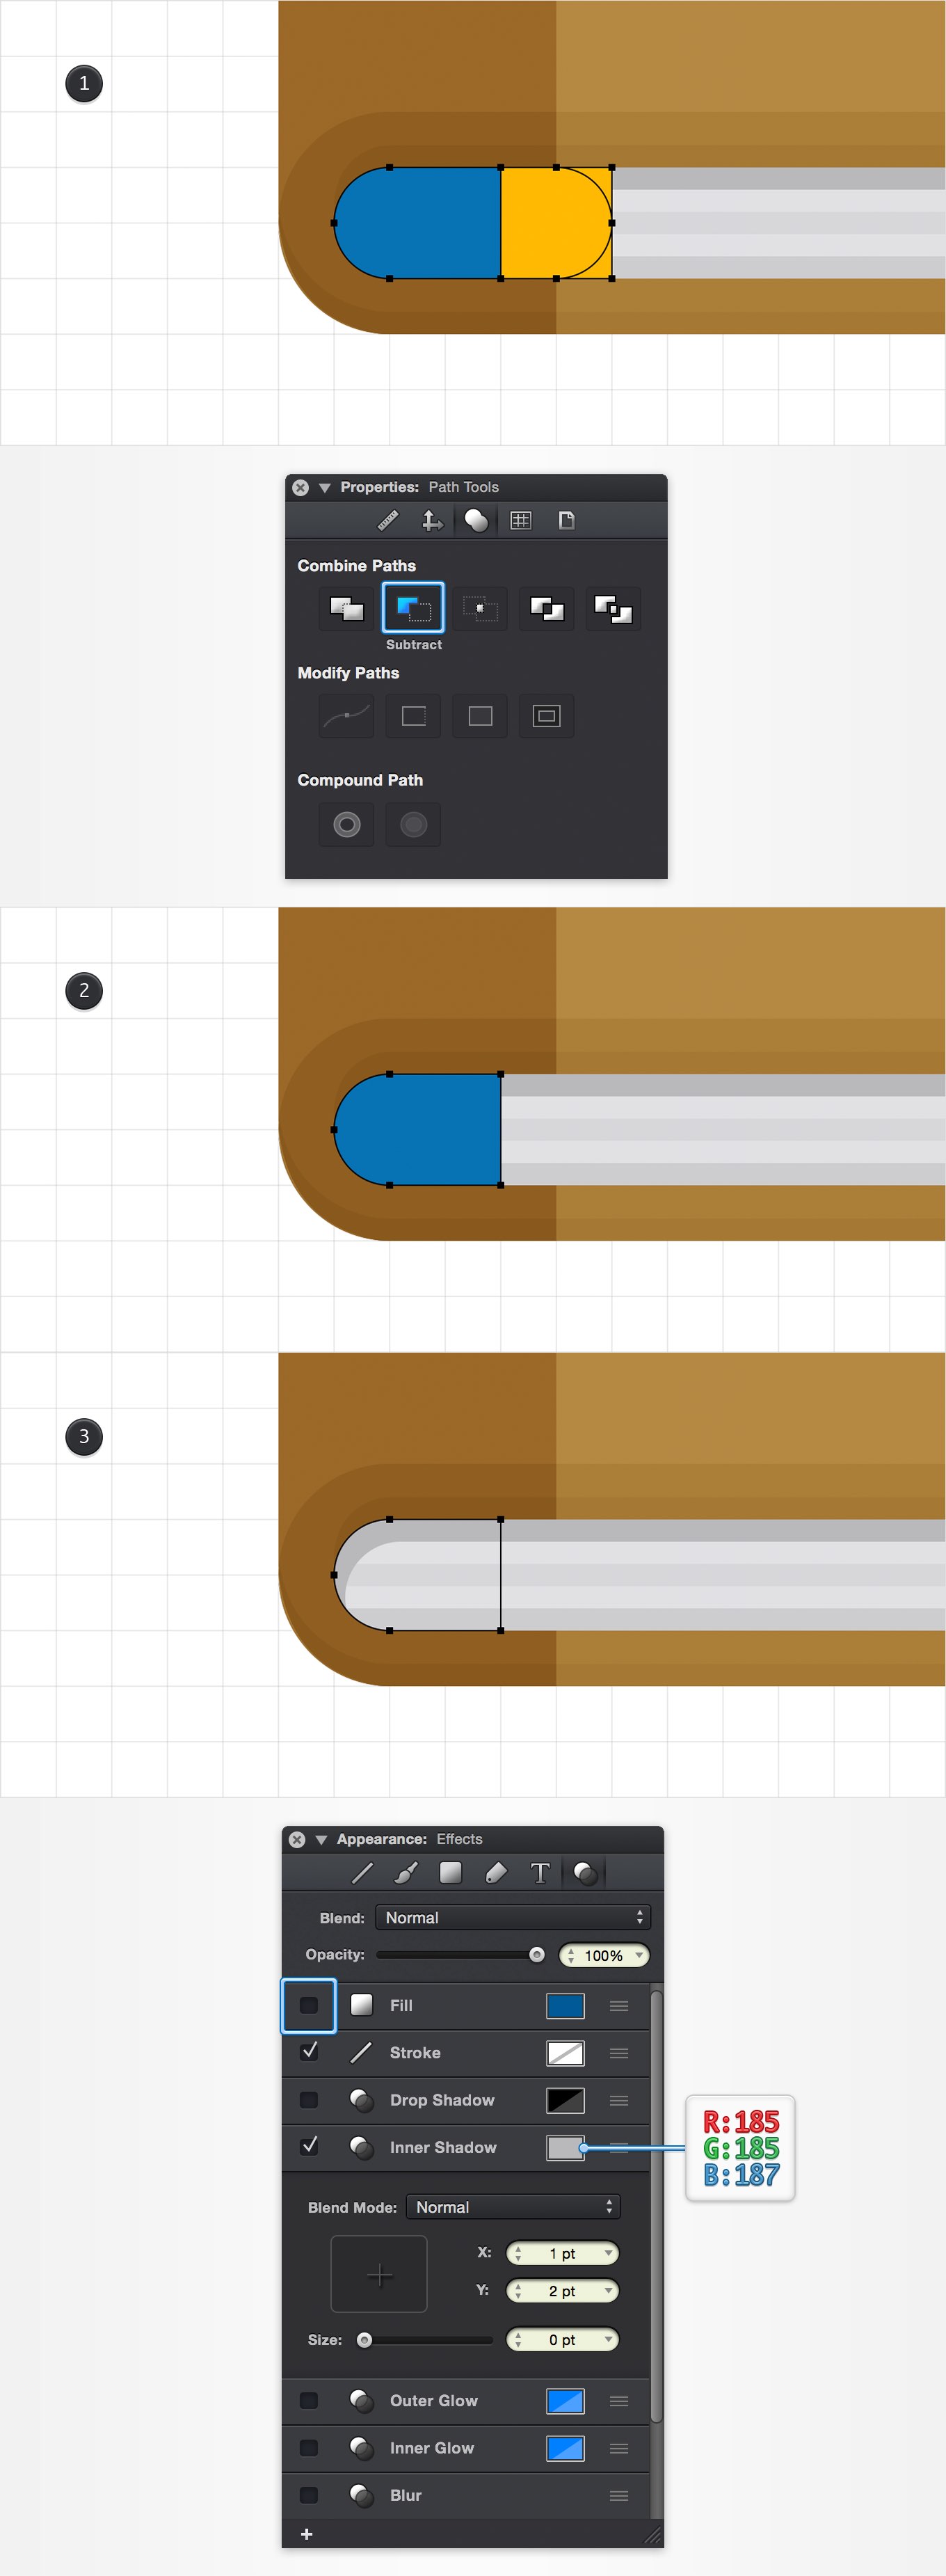 1
Properties: Path Tools
Combine Paths
Subtract
Modify Paths
Compound Path
2
3
Appearance: Effects
T
Blend: Normal
Opacity: 100%
Fill
Stroke
Drop Shadow
Inner Shadow
R:185
G:185
B:187
Blend Mode: Normal
X: 1 pt
Y: 2 pt
Size: 0 pt
Outer Glow
Inner Glow
Blur